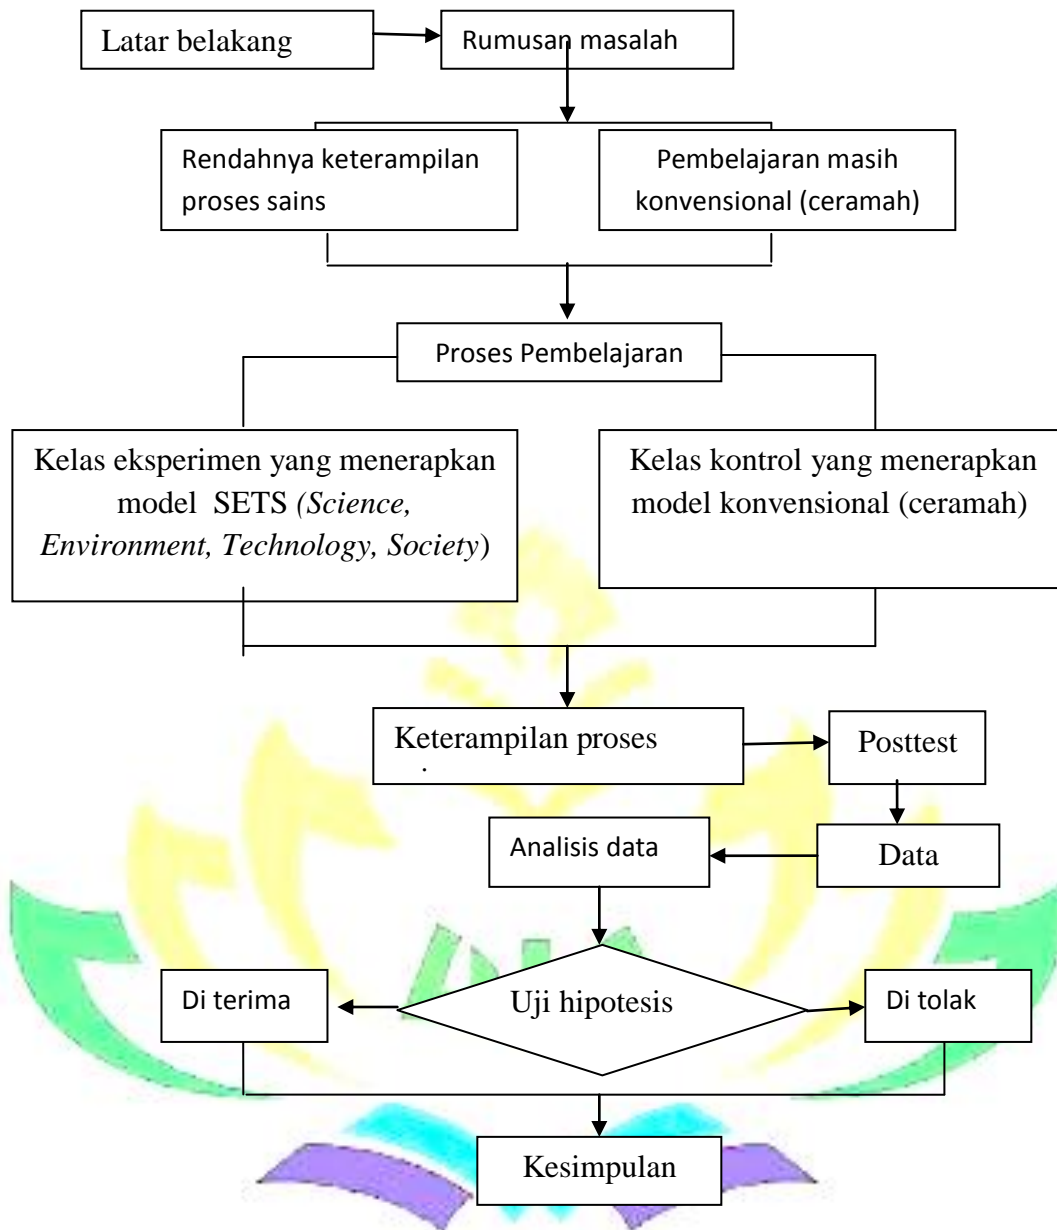 Latar belakang
Rumusan masalah
Rendahnya keterampilan
proses sains
Pembelajaran masih
konvensional (ceramah)
Proses Pembelajaran
Kelas eksperimen yang menerapkan
model SETS (Science,
Environment, Technology, Society)
Kelas kontrol yang menerapkan
model konvensional (ceramah)
Keterampilan proses
Posttest
Data
Analisis data
Uji hipotesis
Di terima
Di tolak
Kesimpulan